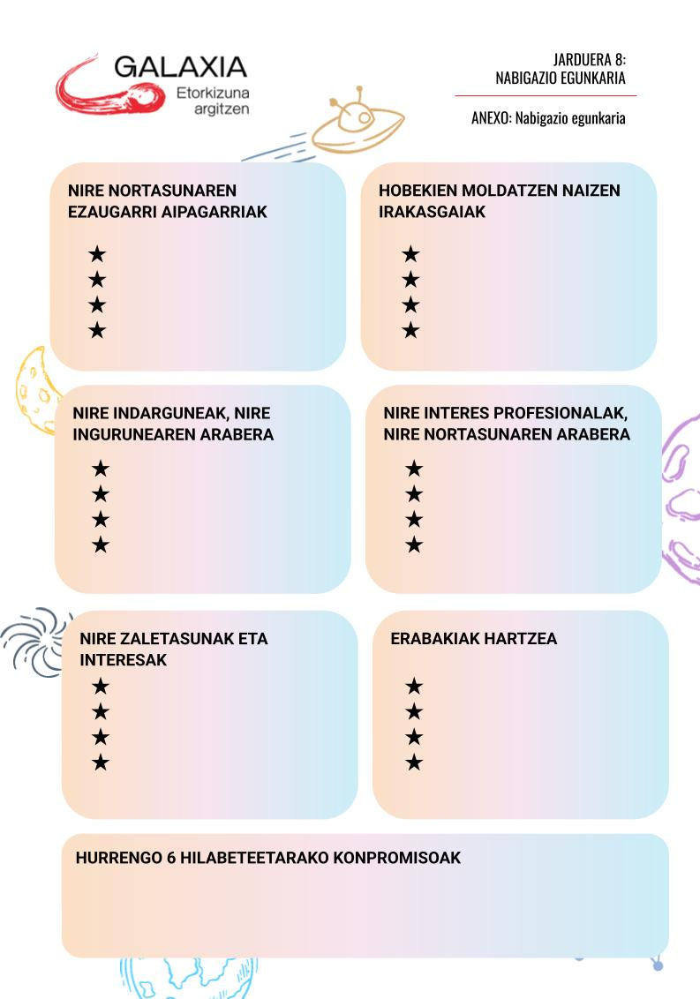 GALAXIA
Etorkizuna
argitzen
JARDUERA 8:
NABIGAZIO EGUNKARIA
ANEXO: Nabigazio egunkaria
NIRE NORTASUNAREN
EZAUGARRI AIPAGARRIAK
★
★
★
★
HOBEKIEN MOLDATZEN NAIZEN
IRAKASGAIAK
★
★
★
★
NIRE INDARGUNEAK, NIRE
INGURUNEAREN ARABERA
★
★
★
★
NIRE INTERES PROFESIONALAK,
NIRE NORTASUNAREN ARABERA
★
★
★
★
NIRE ZALETASUNAK ETA
INTERESAK
★
★
★
★
ERABAKIAK HARTZEA
★
★
★
★
HURRENGO 6 HILABETEETARAKO KONPROMISOAK